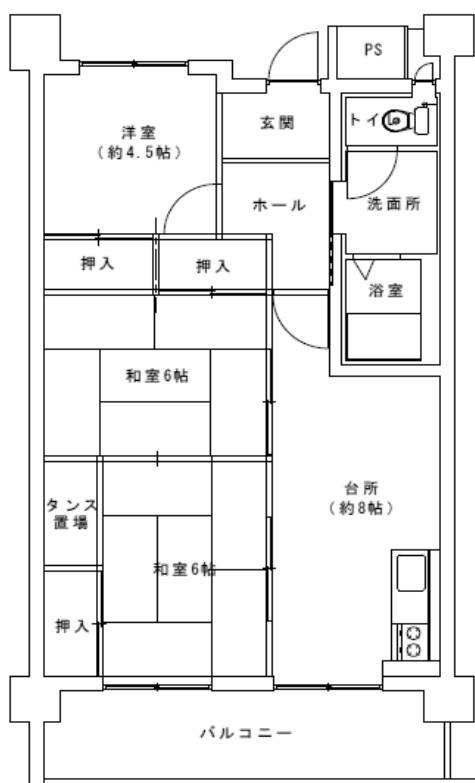 PS
洋室
(約4.5帖)
玄関
トイレ
ホール
洗面所
押入
押入
浴室
和室6帖
タンス
置場
台所
(約8帖)
和室6帖
押入
バルコニー